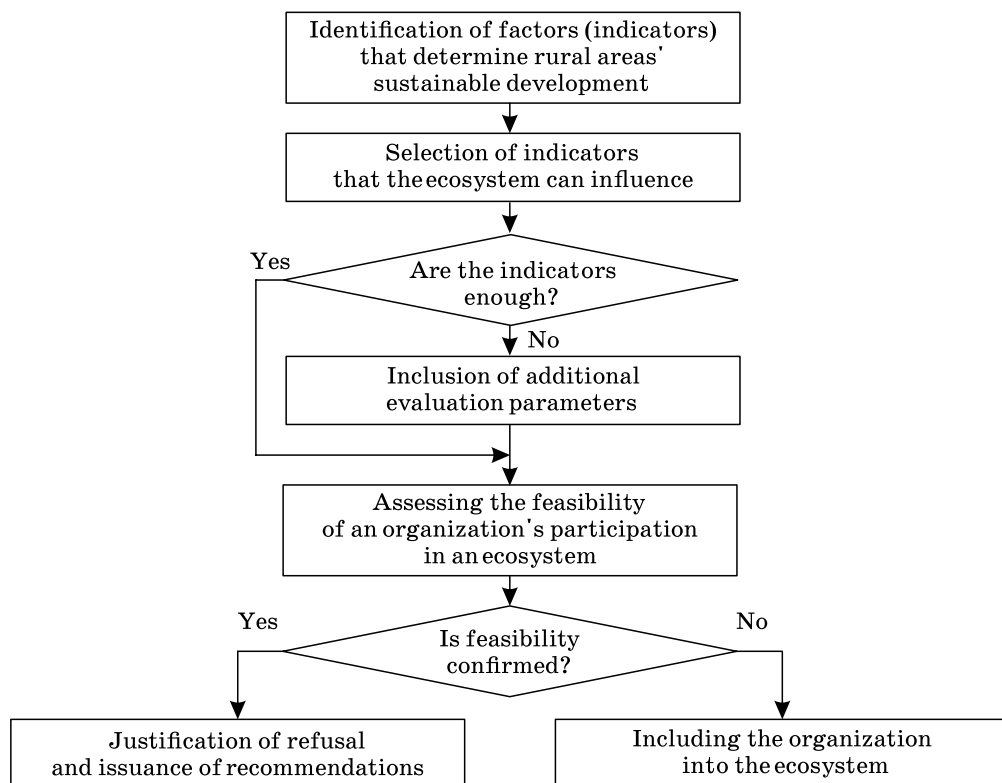 Identification of factors (indicators)
that determine rural areas'
sustainable development
Selection of indicators
that the ecosystem can influence
Yes
Are the indicators
enough?
No
Inclusion of additional
evaluation parameters
Assessing the feasibility
of an organization's participation
in an ecosystem
Yes
No
Is feasibility
confirmed?
Justification of refusal
and issuance of recommendations
Including the organization
into the ecosystem